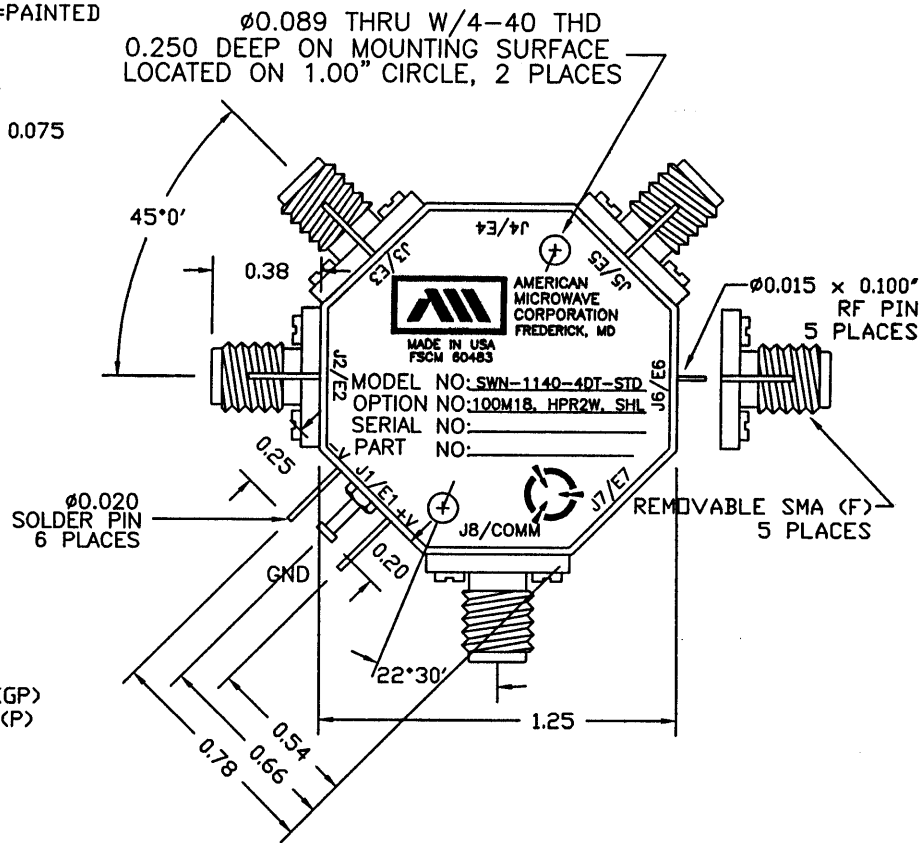 =PAINTED
ø0.089 THRU W/4-40 THD
0.250 DEEP ON MOUNTING SURFACE
LOCATED ON 1.00" CIRCLE, 2 PLACES
0.075
45°0'
0.38
J4/E4
J3/E3
J5/E5
AMERICAN
MICROWAVE
CORPORATION
FREDERICK, MD
MADE IN USA
FSCM 60483
ø0.015 x 0.100"
RF PIN
5 PLACES
J2/E2
J6/E6
MODEL NO: SWN-1140-4DT-STD
OPTION NO: 100M18, HPR2W, SHL
SERIAL NO:
PART NO:
-V
J1/E1
+V
J7/E7
J8/COMM
0.25
ø0.020
SOLDER PIN
6 PLACES
REMOVABLE SMA (F)
5 PLACES
GND
0.20
22°30'
GP)
(P)
1.25
0.54
0.66
0.78